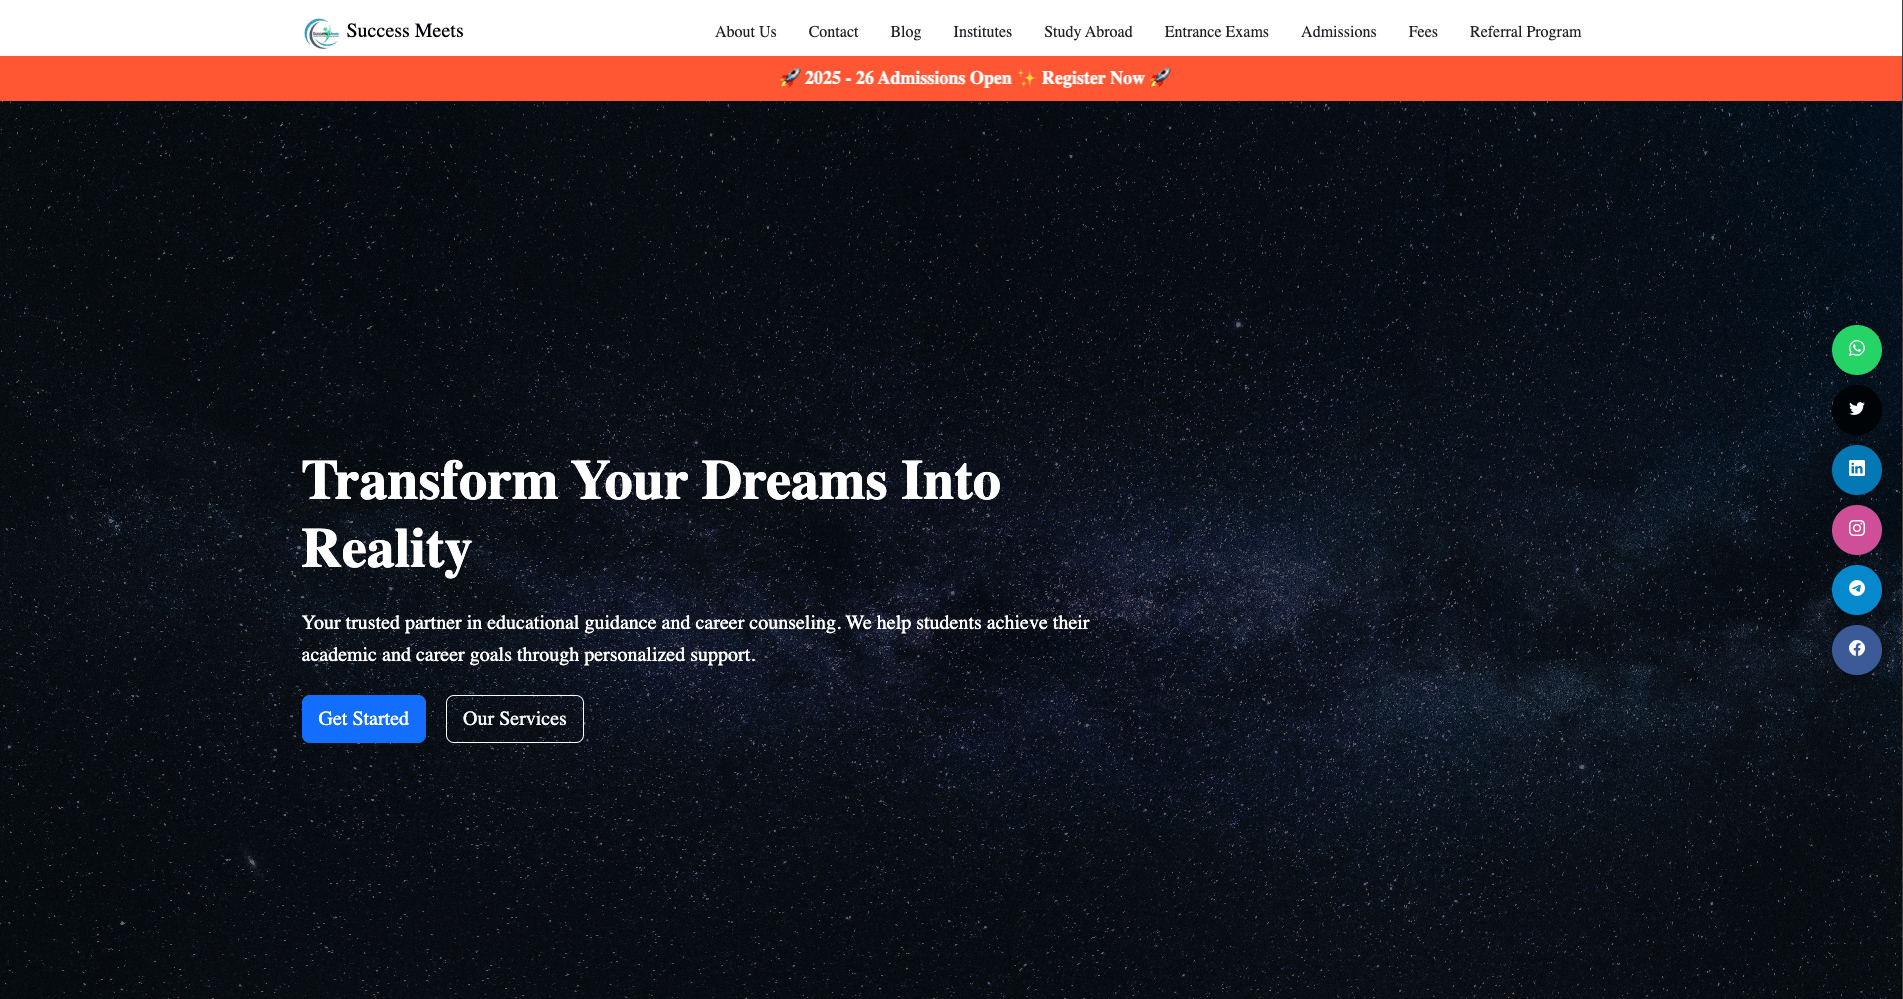 Success Meets
About Us Contact Blog Institutes Study Abroad Entrance Exams Admissions Fees Referral Program
🚀 2025 - 26 Admissions Open ✨ Register Now 🚀
Transform Your Dreams Into
Reality
Your trusted partner in educational guidance and career counseling. We help students achieve their
academic and career goals through personalized support.
Get Started Our Services